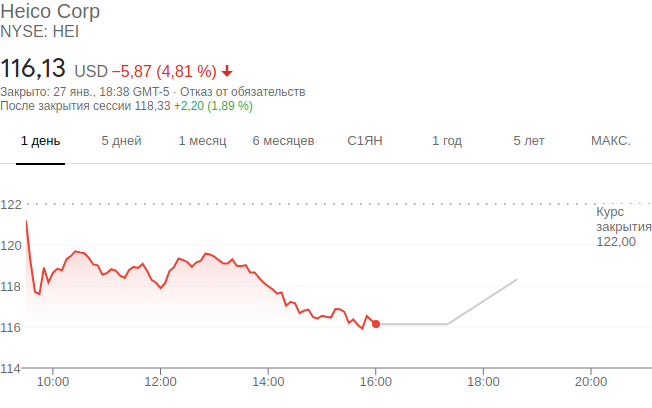 Heico Corp
NYSE: HEI
116,13 USD −5,87 (4,81 %)
Закрыто: 27 янв., 18:38 GMT-5 · Отказ от обязательств
После закрытия сессии 118,33 +2,20 (1,89 %)
1 день 5 дней 1 месяц 6 месяцев С1ЯН 1 год 5 лет МАКС.
122
Курс
закрытия
122,00
120
118
116
114
10:00 12:00 14:00 16:00 18:00 20:00